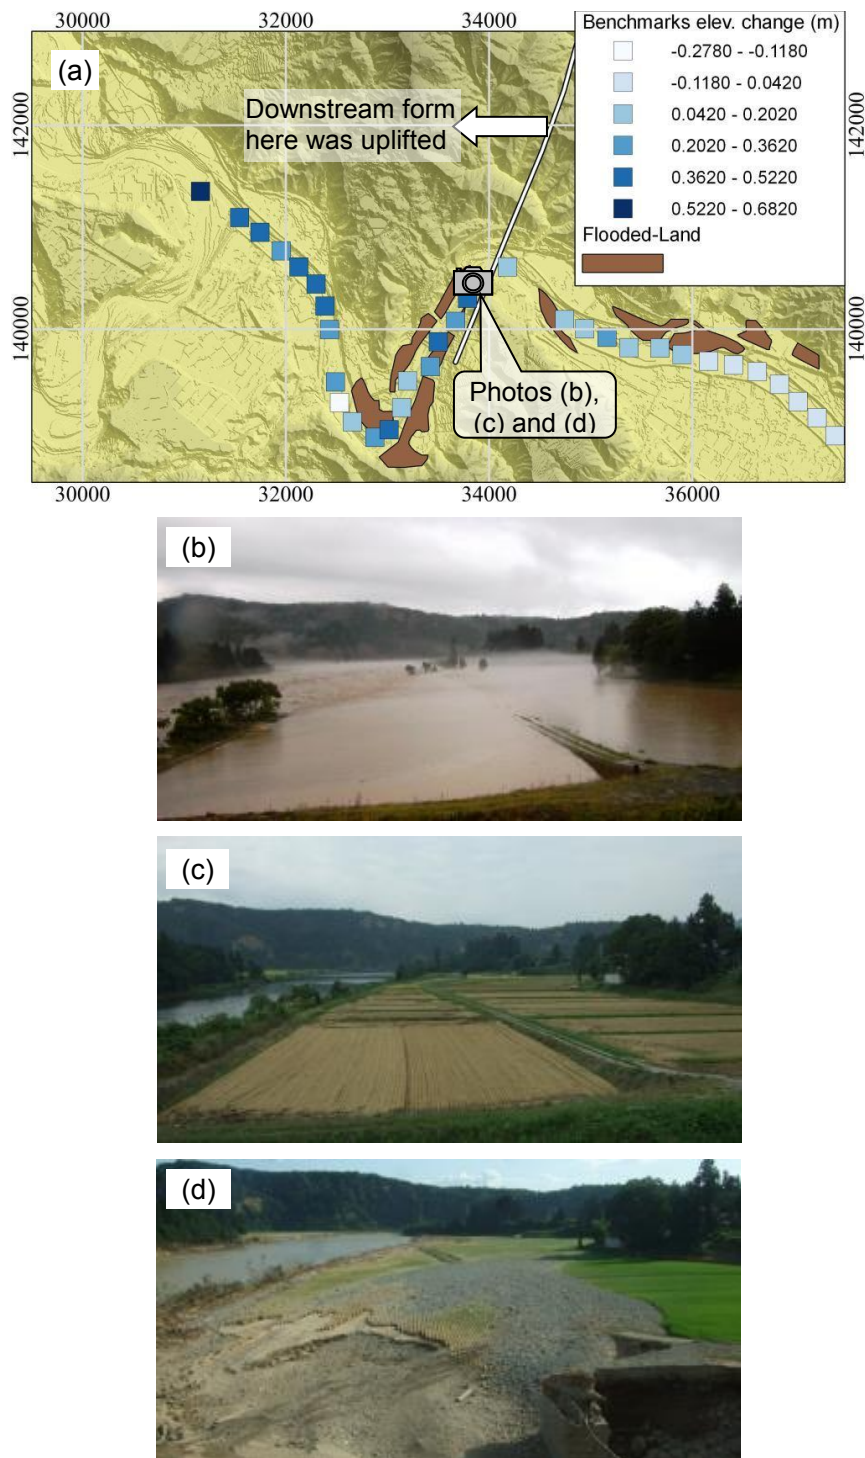 30000 32000 34000
Benchmarks elev. change (m)
(a)
-0.2780 - -0.1180
-0.1180 - 0.0420
0.0420 - 0.2020
0.2020 - 0.3620
0.3620 - 0.5220
0.5220 - 0.6820
Flooded-Land
Downstream form
here was uplifted
142000
142000
140000
140000
Photos (b),
(c) and (d)
30000 32000 34000 36000
(b)
(c)
(d)